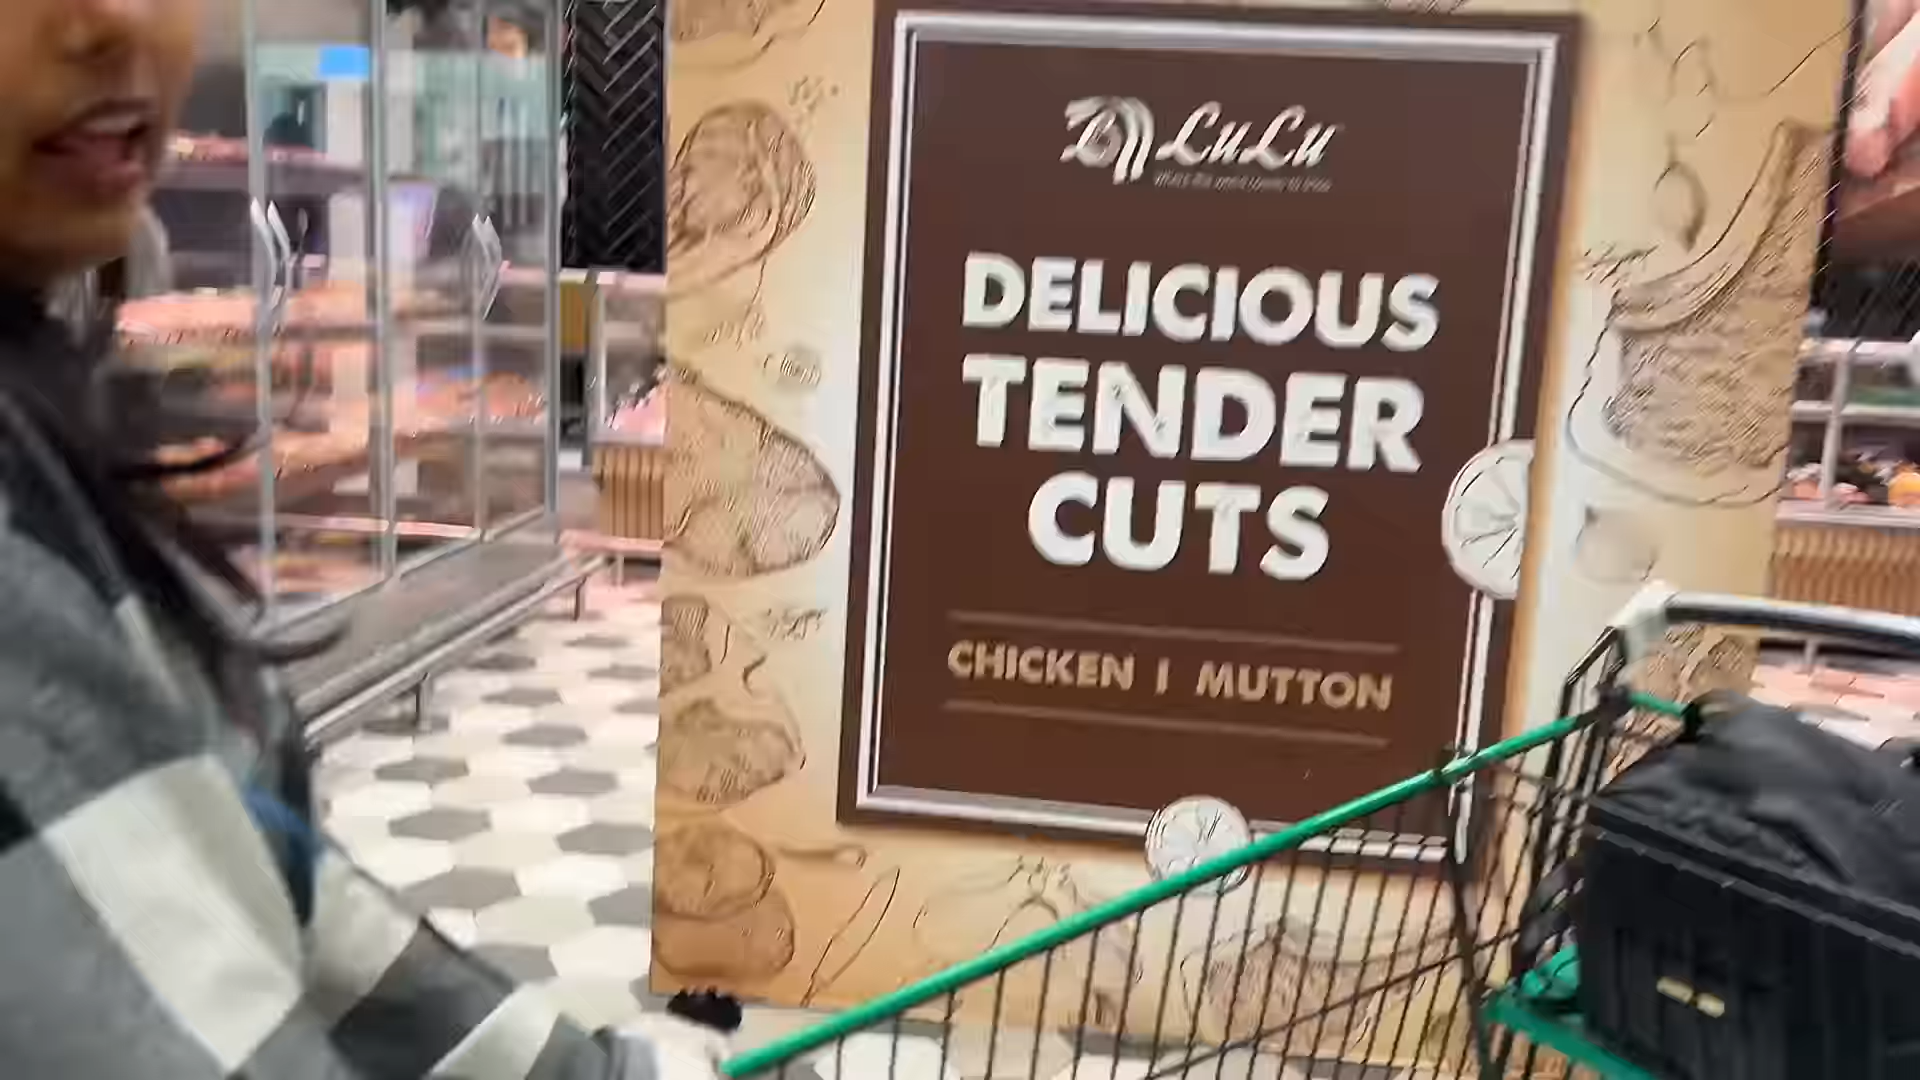 LuLu
DELICIOUS
TENDER
CUTS
CHICKEN | MUTTON